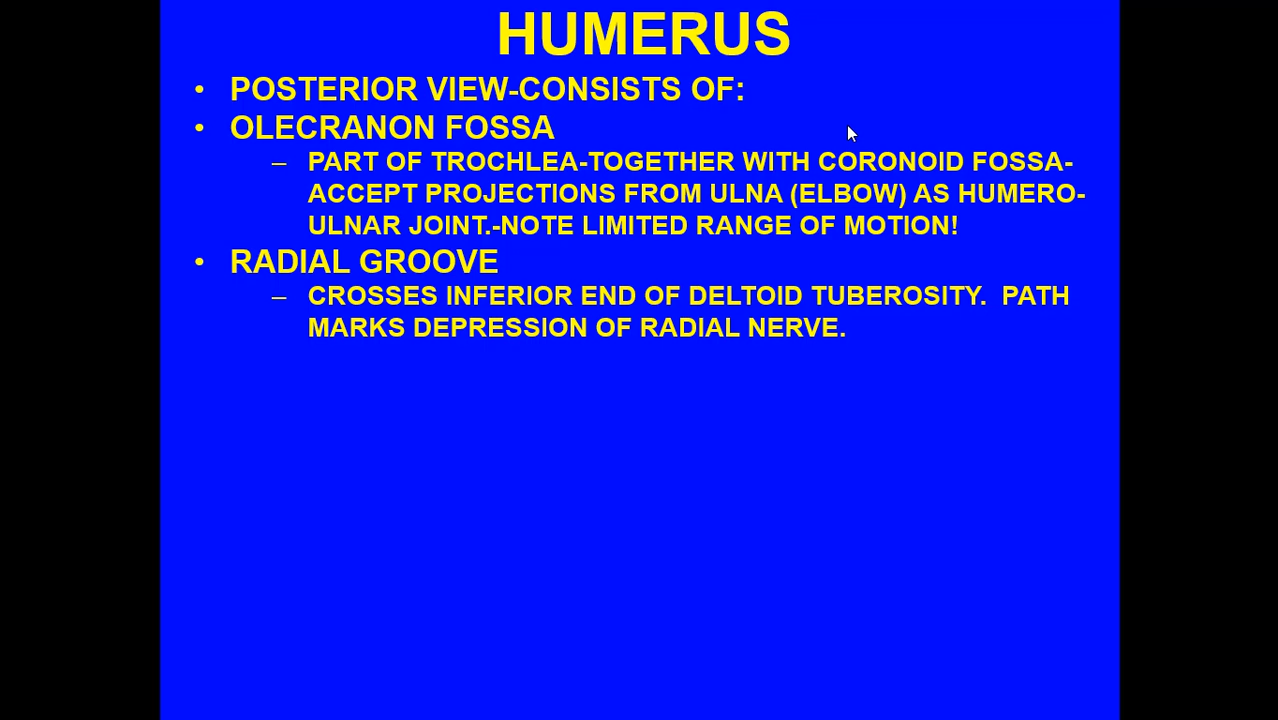 HUMERUS
• POSTERIOR VIEW-CONSISTS OF:
• OLECRANON FOSSA
– PART OF TROCHLEA-TOGETHER WITH CORONOID FOSSA-
ACCEPT PROJECTIONS FROM ULNA (ELBOW) AS HUMERO-
ULNAR JOINT.-NOTE LIMITED RANGE OF MOTION!
• RADIAL GROOVE
– CROSSES INFERIOR END OF DELTOID TUBEROSITY.  PATH
MARKS DEPRESSION OF RADIAL NERVE.